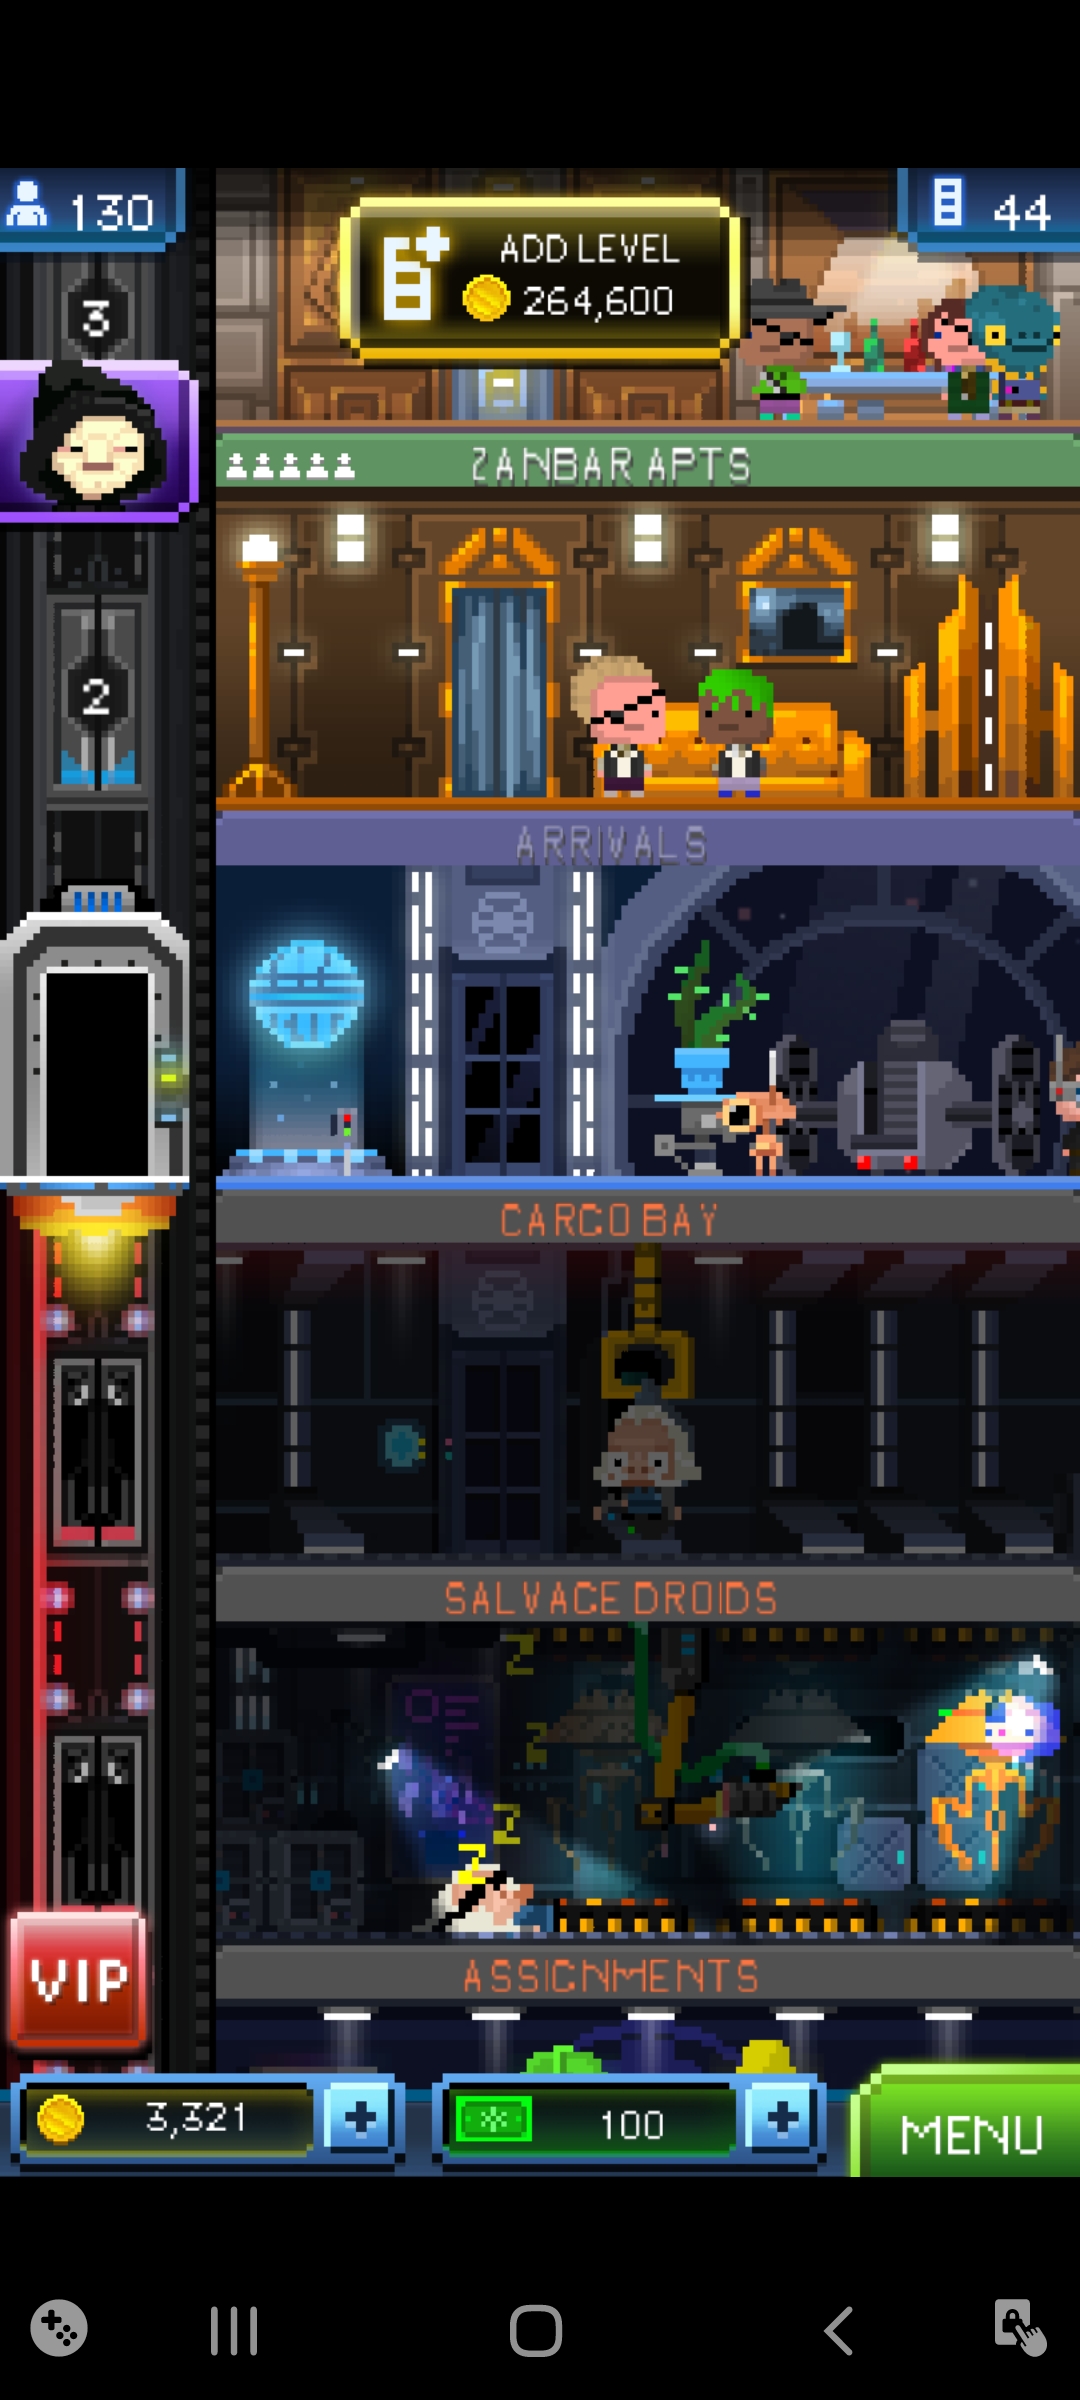 130
44
ADD LEVEL
264,600
3
ZANBAR APTS
2
ARRIVALS
CARGO BAY
SALVAGE DROIDS
Z
Z
Z
Z
VIP
ASSIGNMENTS
3,321
100
MENU